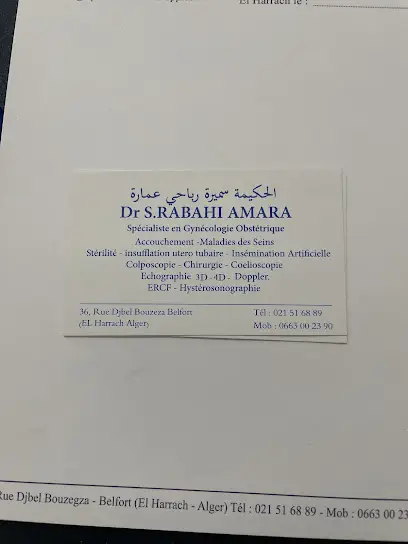 El Harrach le :
الحكيمة سميرة رباحي عمارة
Dr S.RABAHI AMARA
Spécialiste en Gynécologie Obstétrique
Accouchement -Maladies des Seins
Stérilité - insufflation utero tubaire - Insémination Artificielle
Colposcopie - Chirurgie - Coelioscopie
Echographie 3D - 4D - Doppler.
ERCF - Hystérosonographie
36, Rue Djbel Bouzeza Belfort Tél : 021 51 68 89
(EL Harrach Alger) Mob : 0663 00 23 90
Rue Djbel Bouzegza - Belfort (El Harrach - Alger) Tél : 021 51 68 89 - Mob : 0663 00 23